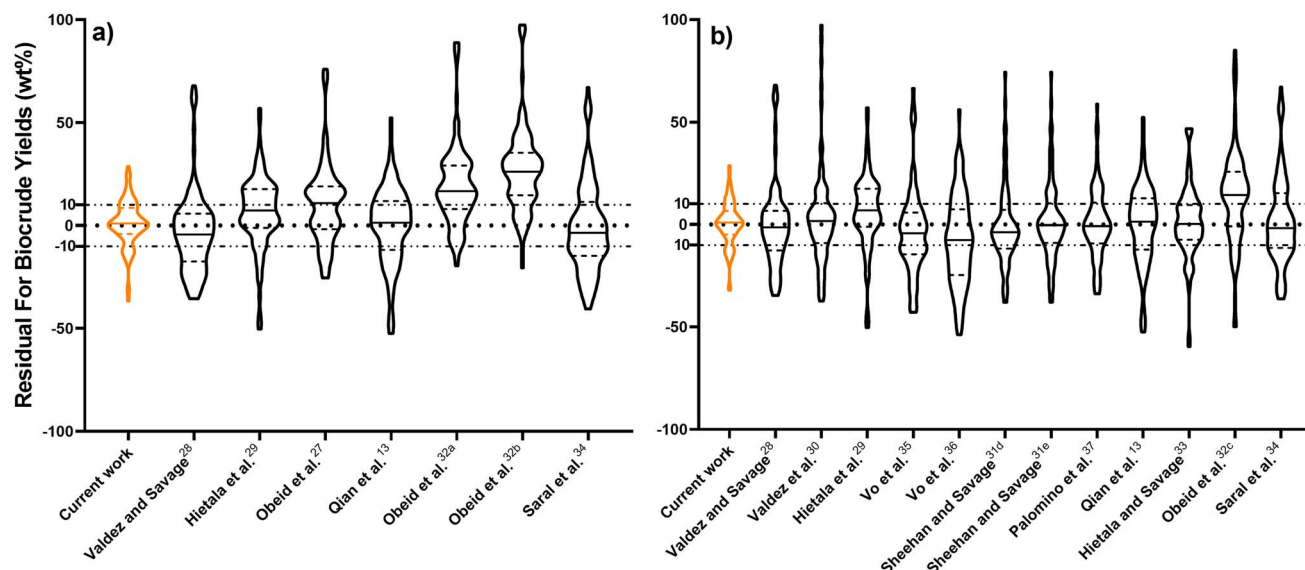 a)
Residual For Biocrude Yields (wt%)
100
50
10
0
-10
-50
-100
Current work
Valdez and Savage28
Hietala et al.29
Obeid et al.27
Qian et al.13
Obeid et al.32a
Obeid et al.32b
Saral et al.34
b)
100
50
10
0
10
-50
-100
Current work
Valdez and Savage28
Valdez et al.30
Hietala et al.29
Vo et al.35
Vo et al.36
Sheehan and Savage31d
Sheehan and Savage31e
Palomino et al.37
Qian et al.13
Hietala and Savage33
Obeid et al.32c
Saral et al.34